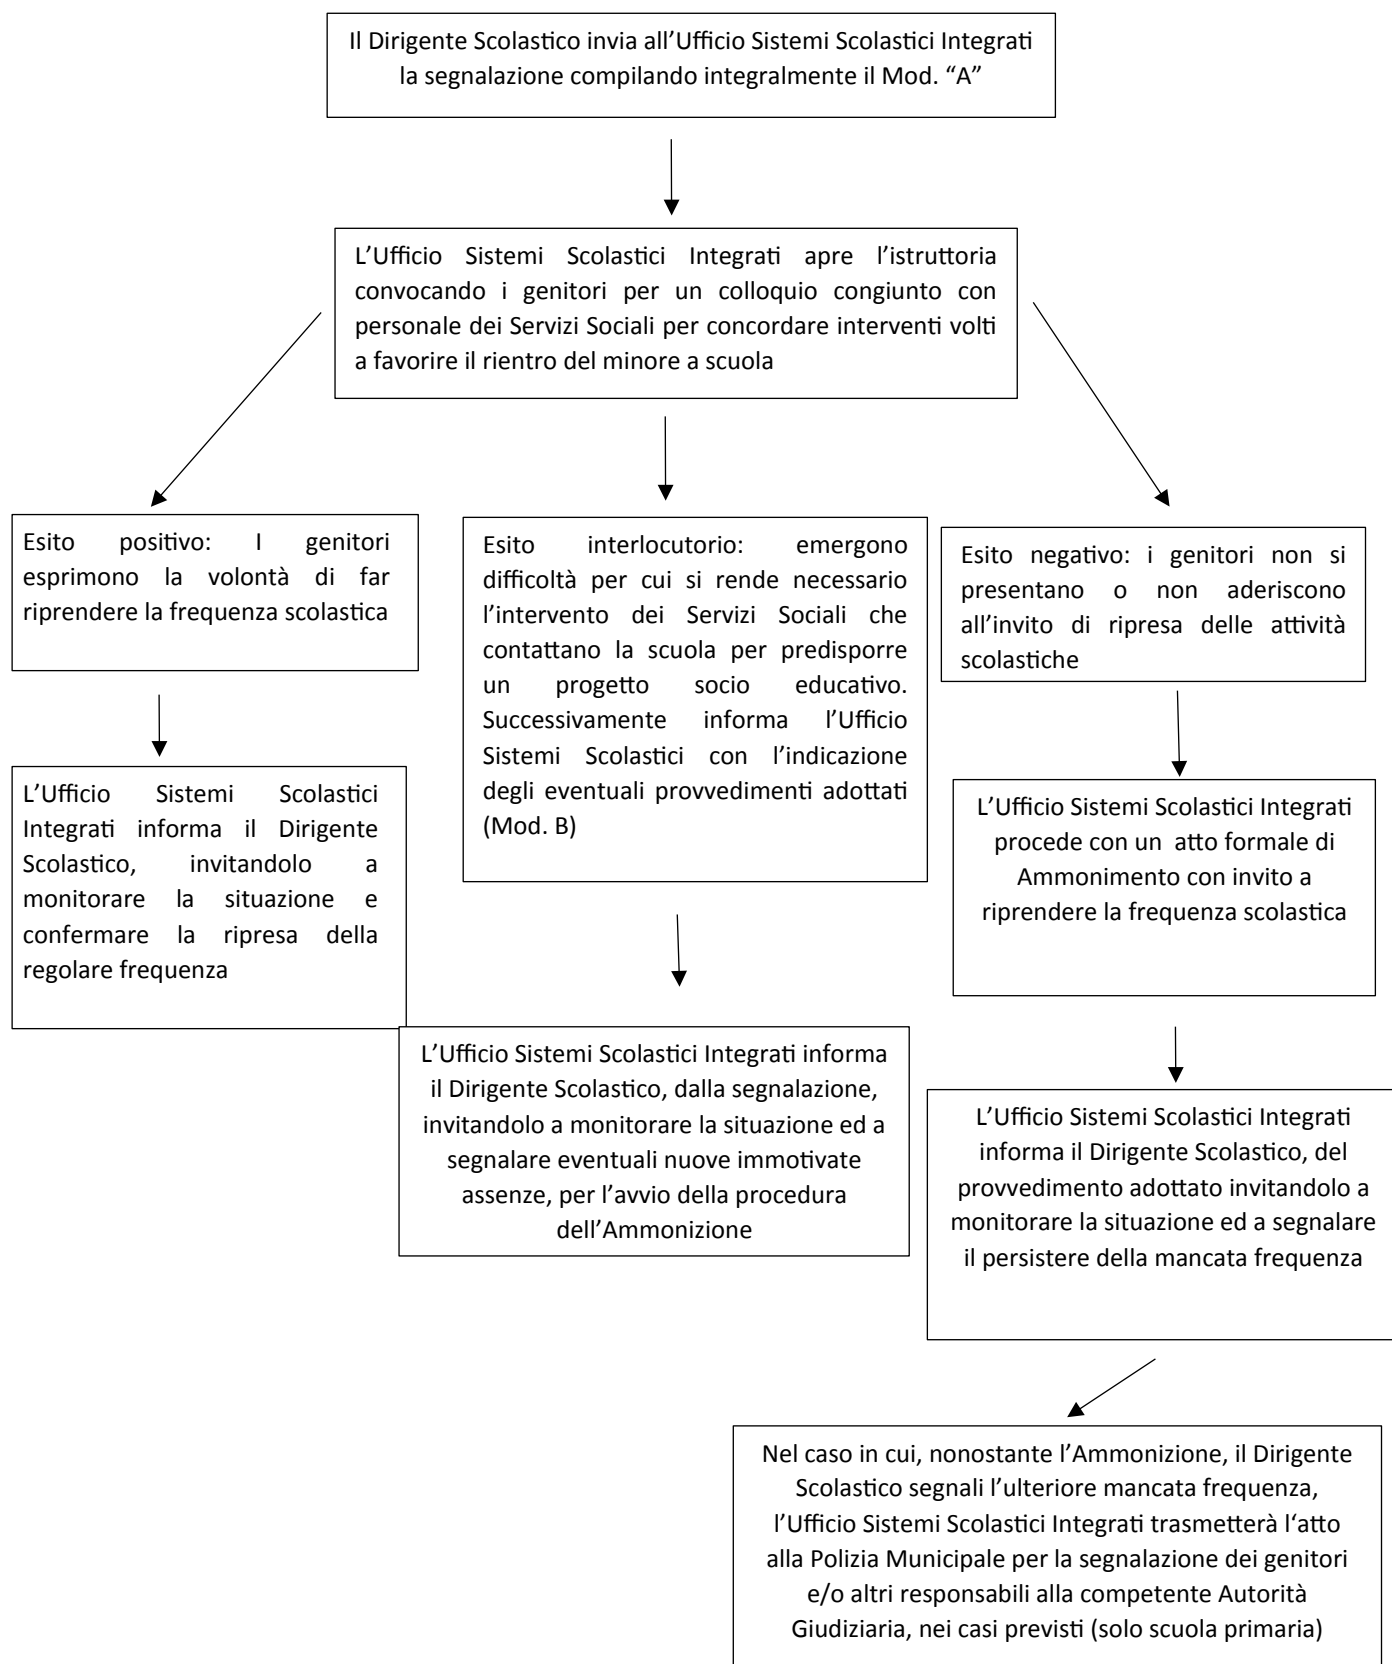 Il Dirigente Scolastico invia all’Ufficio Sistemi Scolastici Integrati
la segnalazione compilando integralmente il Mod. “A”
L’Ufficio Sistemi Scolastici Integrati apre l’istruttoria
convocando i genitori per un colloquio congiunto con
personale dei Servizi Sociali per concordare interventi volti
a favorire il rientro del minore a scuola
Esito positivo: I genitori
esprimono la volontà di far
riprendere la frequenza scolastica
L’Ufficio Sistemi Scolastici
Integrati informa il Dirigente
Scolastico, invitandolo a
monitorare la situazione e
confermare la ripresa della
regolare frequenza
Esito interlocutorio: emergono
difficoltà per cui si rende necessario
l’intervento dei Servizi Sociali che
contattano la scuola per predisporre
un progetto socio educativo.
Successivamente informa l’Ufficio
Sistemi Scolastici con l’indicazione
degli eventuali provvedimenti adottati
(Mod. B)
L’Ufficio Sistemi Scolastici Integrati informa
il Dirigente Scolastico, dalla segnalazione,
invitandolo a monitorare la situazione ed a
segnalare eventuali nuove immotivate
assenze, per l’avvio della procedura
dell’Ammonizione
Esito negativo: i genitori non si
presentano o non aderiscono
all’invito di ripresa delle attività
scolastiche
L’Ufficio Sistemi Scolastici Integrati
procede con un atto formale di
Ammonimento con invito a
riprendere la frequenza scolastica
L’Ufficio Sistemi Scolastici Integrati
informa il Dirigente Scolastico, del
provvedimento adottato invitandolo a
monitorare la situazione ed a segnalare
il persistere della mancata frequenza
Nel caso in cui, nonostante l’Ammonizione, il Dirigente
Scolastico segnali l’ulteriore mancata frequenza,
l’Ufficio Sistemi Scolastici Integrati trasmetterà l‘atto
alla Polizia Municipale per la segnalazione dei genitori
e/o altri responsabili alla competente Autorità
Giudiziaria, nei casi previsti (solo scuola primaria)